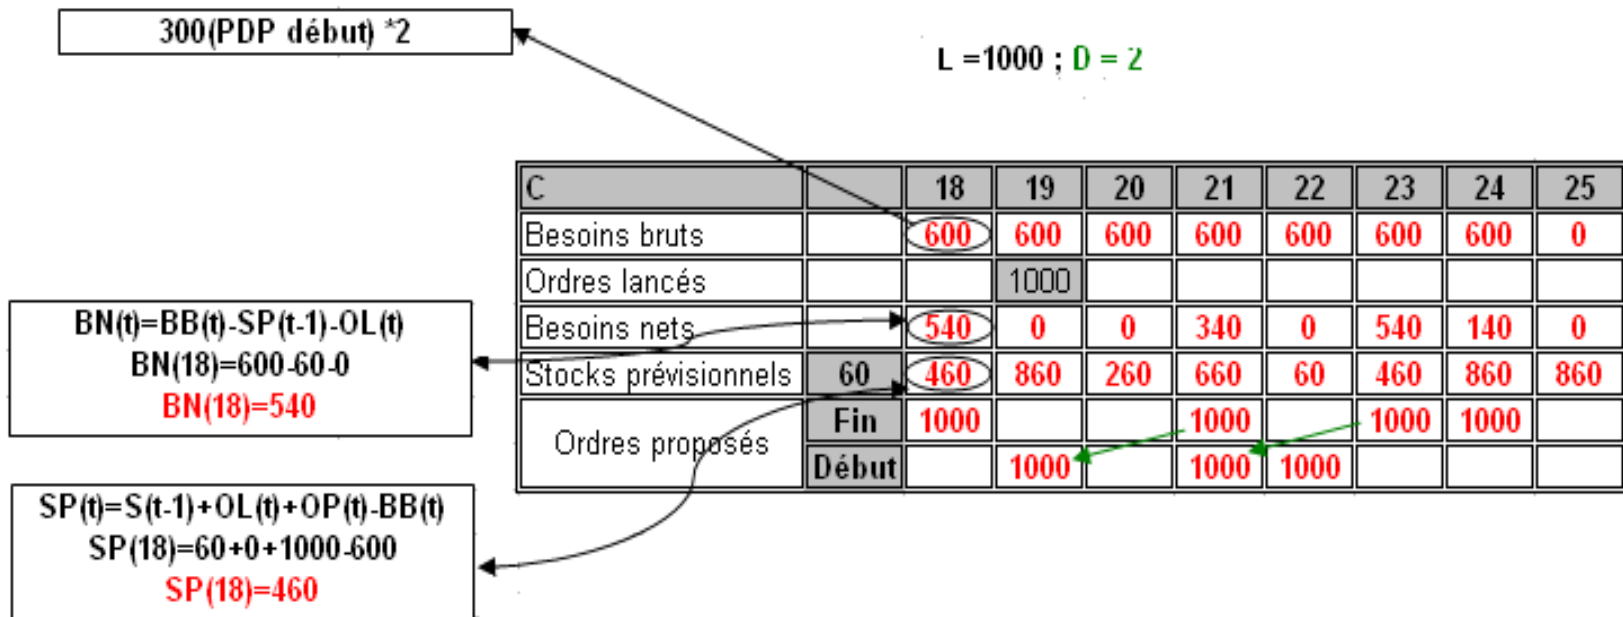 300(PDP début) *2
L =1000 ; D = 2
C 18 19 20 21 22 23 24 25
Besoins bruts 600 600 600 600 600 600 600 0
Ordres lancés 1000
Besoins nets 540 0 0 340 0 540 140 0
Stocks prévisionnels 60 460 860 260 660 60 460 860 860
Ordres proposés
Fin 1000 1000 1000 1000
Début 1000 1000 1000
BN(t)=BB(t)-SP(t-1)-OL(t)
BN(18)=600-60-0
BN(18)=540
SP(t)=S(t-1)+OL(t)+OP(t)-BB(t)
SP(18)=60+0+1000-600
SP(18)=460